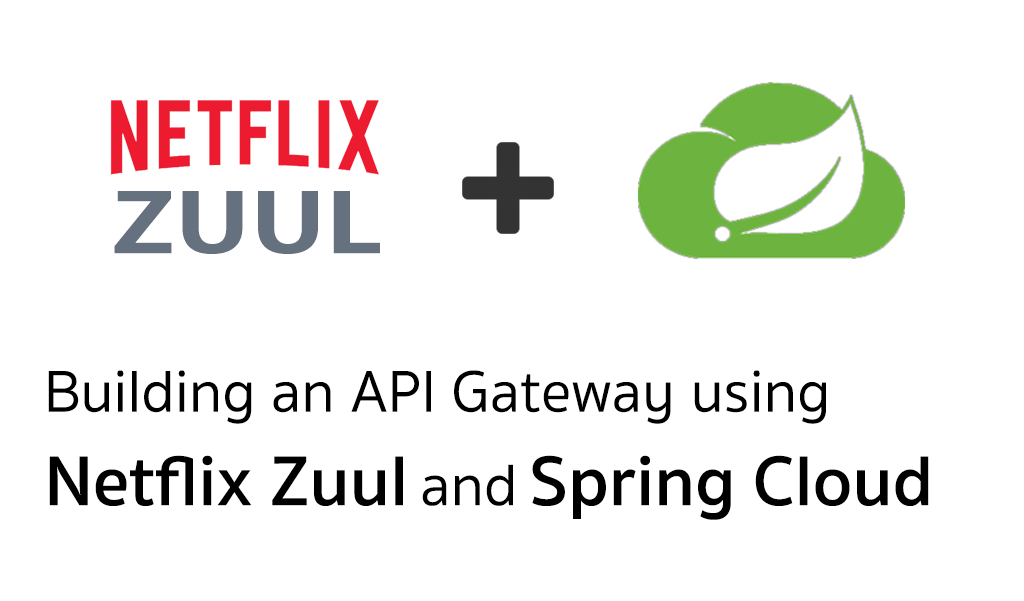 NETFLIX
ZUUL
Building an API Gateway using
Netflix Zuul and Spring Cloud